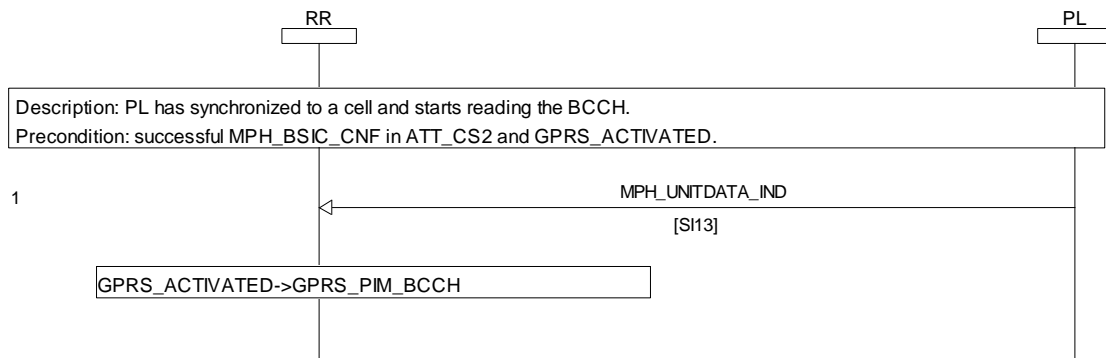 RR
PL
Description: PL has synchronized to a cell and starts reading the BCCH.
Precondition: successful MPH_BSIC_CNF in ATT_CS2 and GPRS_ACTIVATED.
1
MPH_UNITDATA_IND
[SI13]
GPRS_ACTIVATED->GPRS_PIM_BCCH